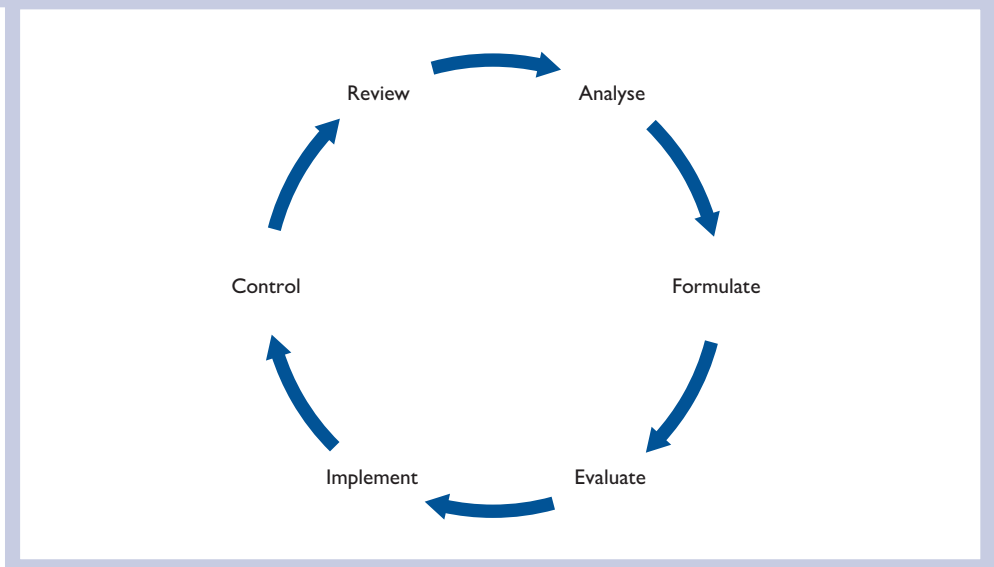 Review
Analyse
Control
Formulate
Implement
Evaluate